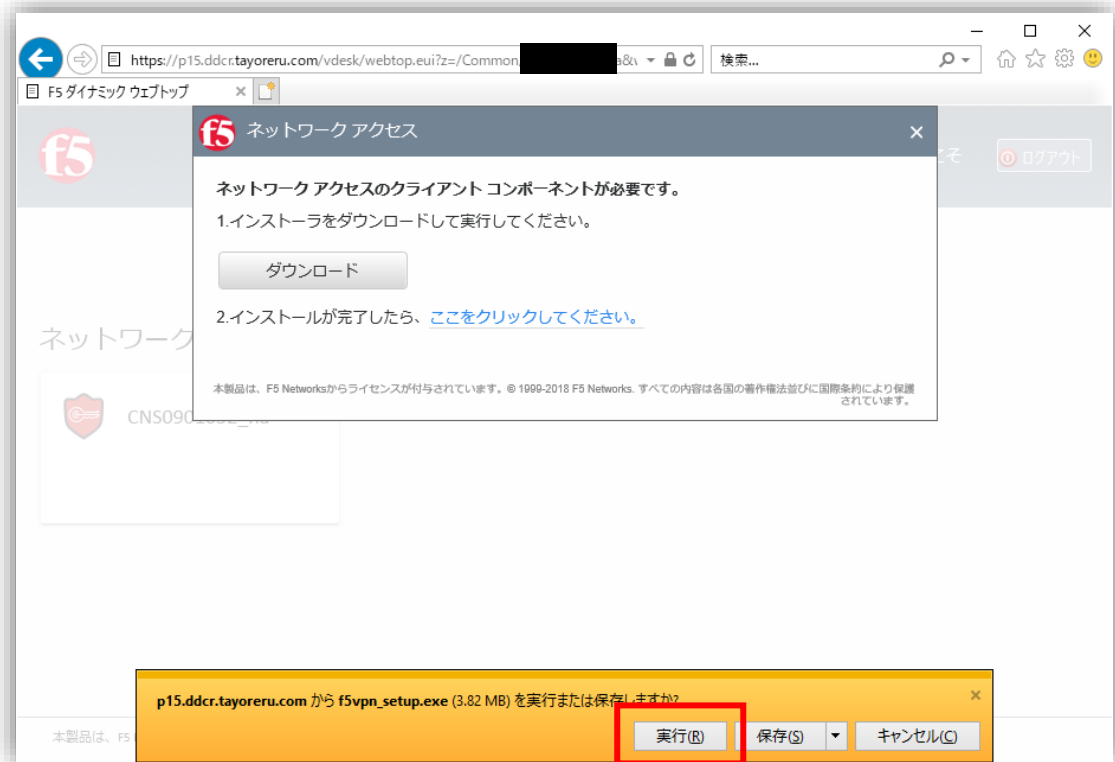 https://p15.ddcr.tayoreru.com/vdesk/webtop.eui?z=/Common/
検索...
F5 ダイナミック ウェブトップ
f5
ネットワーク アクセス
ログアウト
ネットワーク アクセスのクライアント コンポーネントが必要です。
1.インストーラをダウンロードして実行してください。
ダウンロード
2.インストールが完了したら、ここをクリックしてください。
ネットワーク
本製品は、F5 Networksからライセンスが付与されています。© 1999-2018 F5 Networks. すべての内容は各国の著作権法並びに国際条約により保護
されています。
p15.ddcr.tayoreru.com から f5vpn_setup.exe (3.82 MB) を実行または保存しますか?
実行(R)
保存(S)
キャンセル(C)
本製品は、F5